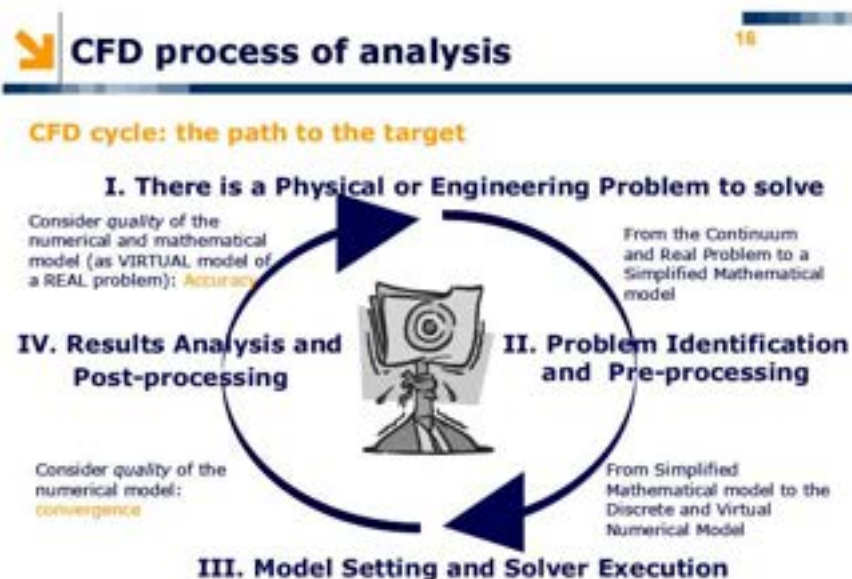 CFD process of analysis
16
CFD cycle: the path to the target
I. There is a Physical or Engineering Problem to solve
Consider quality of the
numerical and mathematical
model (as VIRTUAL model of
a REAL problem): Accuracy
From the Continuum
and Real Problem to a
Simplified Mathematical
model
IV. Results Analysis and
Post-processing
II. Problem Identification
and Pre-processing
Consider quality of the
numerical model:
convergence
From Simplified
Mathematical model to the
Discrete and Virtual
Numerical Model
III. Model Setting and Solver Execution